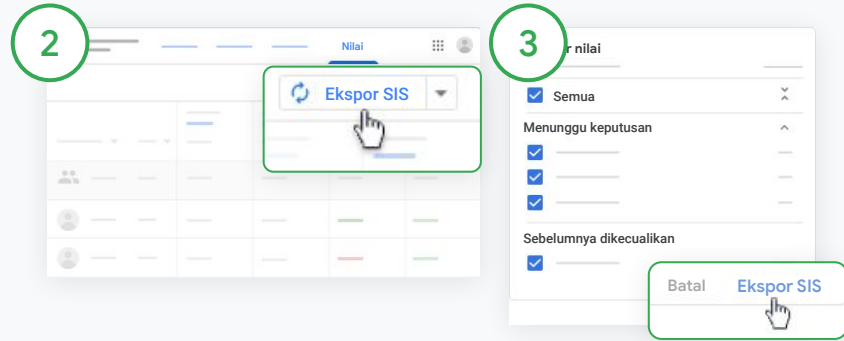 2
Nilai
Ekspor SIS
3
r nilai
Semua
Menunggu keputusan
Sebelumnya dikecualikan
Batal
Ekspor SIS